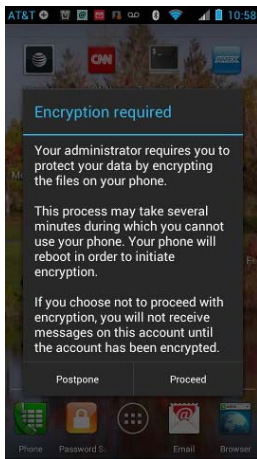 AT&T 10:58
CNN
Encryption required
Your administrator requires you to
protect your data by encrypting
the files on your phone.
This process may take several
minutes during which you cannot
use your phone. Your phone will
reboot in order to initiate
encryption.
If you choose not to proceed with
encryption, you will not receive
messages on this account until
the account has been encrypted.
Postpone Proceed
Phone Password S. Email Browser